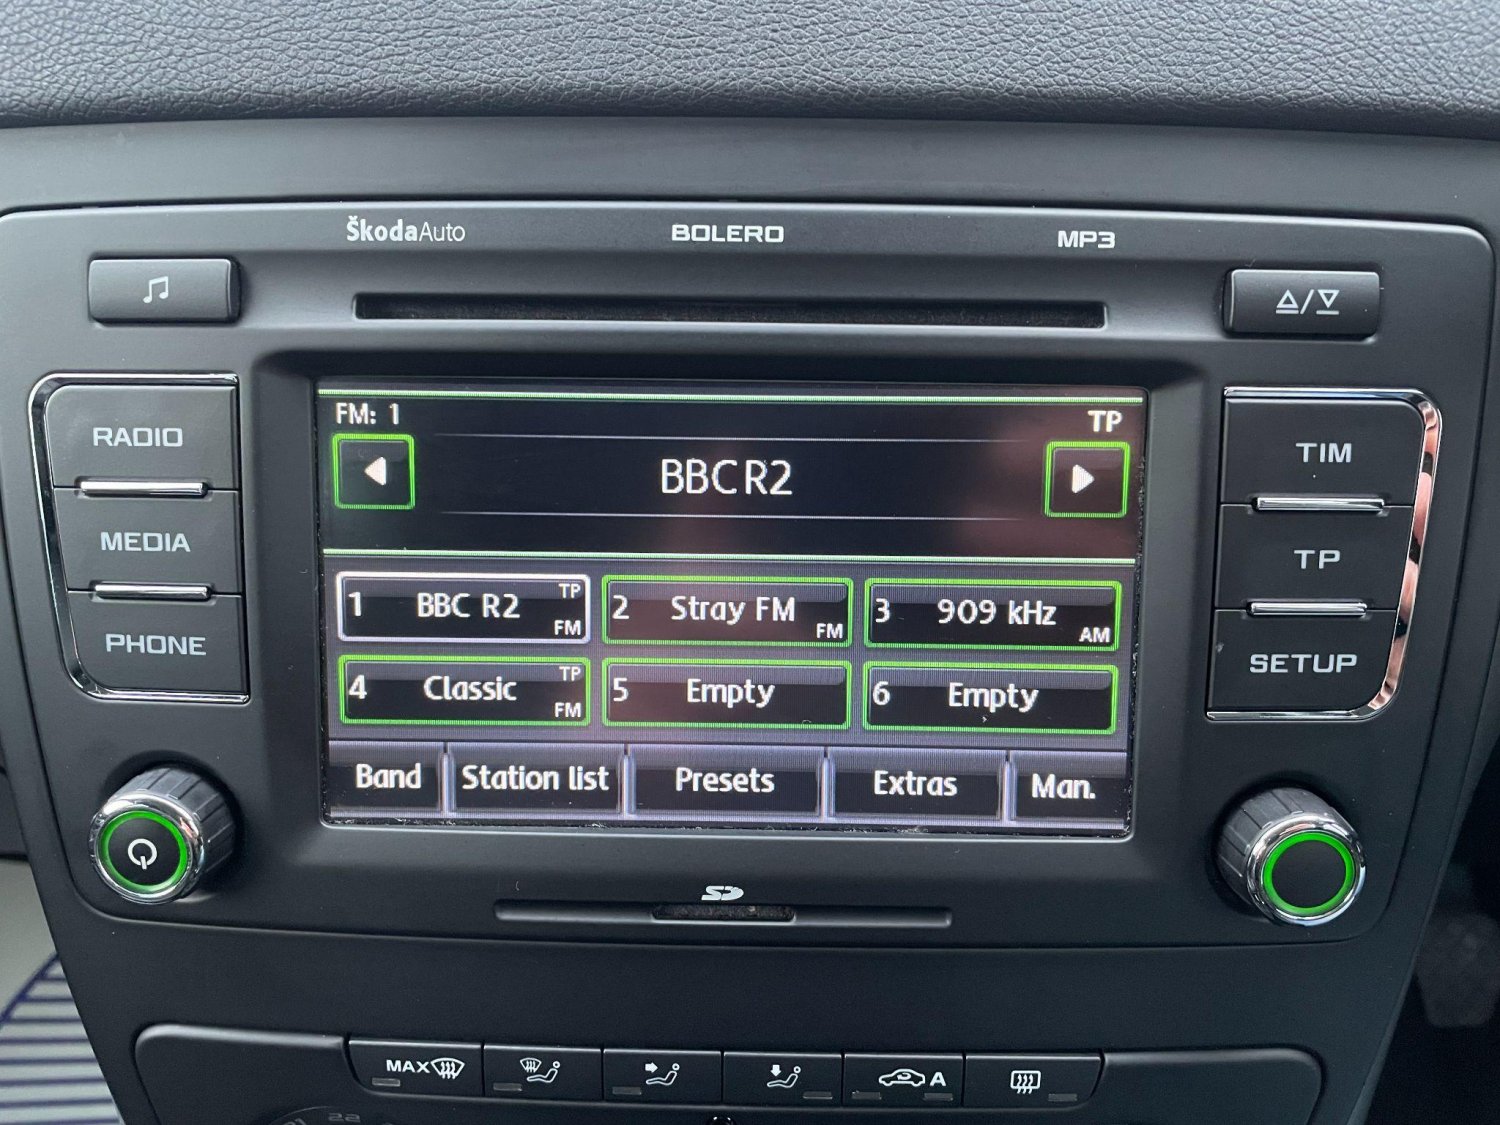 ŠkodaAuto BOLERO MP3
RADIO
MEDIA
PHONE
FM: 1 TP
BBC R2
1 BBC R2 TP FM
2 Stray FM FM
3 909 kHz AM
4 Classic TP FM
5 Empty
6 Empty
Band Station list Presets Extras Man.
TIM
TP
SETUP
SD
MAX
A
22